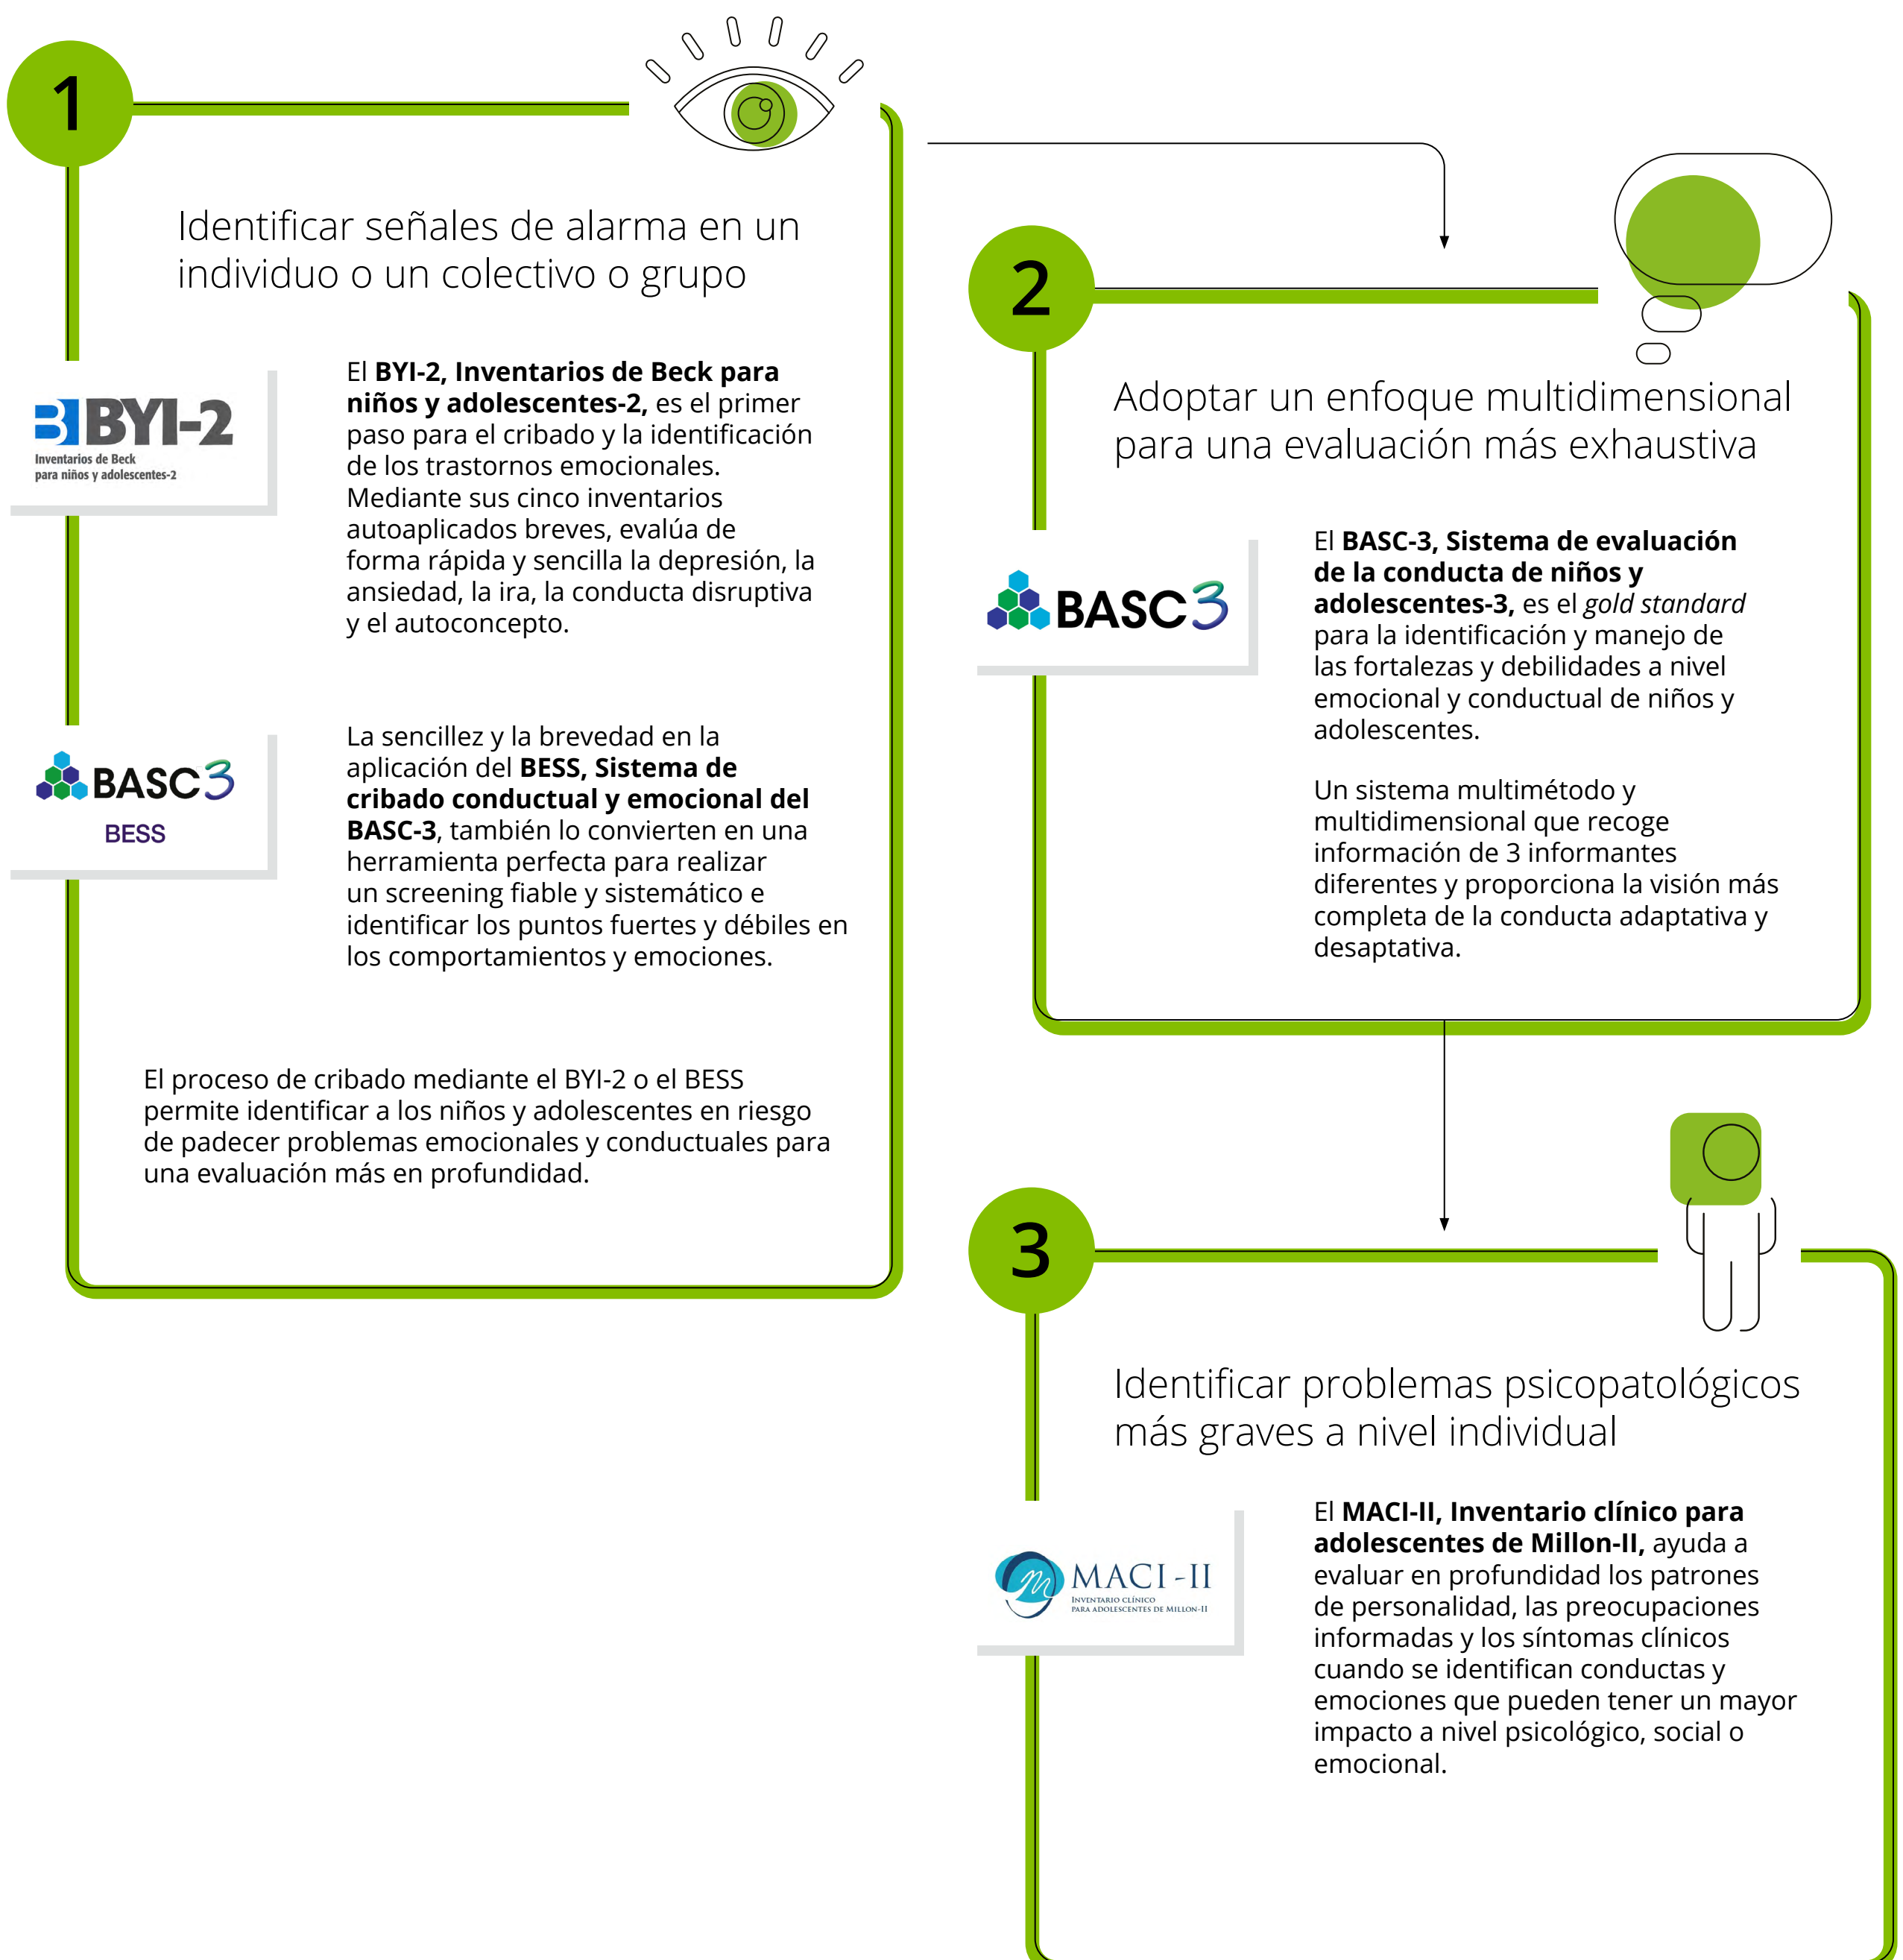 1
Identificar señales de alarma en un
individuo o un colectivo o grupo
BYI-2
Inventarios de Beck
para niños y adolescentes-2
El BYI-2, Inventarios de Beck para
niños y adolescentes-2, es el primer
paso para el cribado y la identificación
de los trastornos emocionales.
Mediante sus cinco inventarios
autoaplicados breves, evalúa de
forma rápida y sencilla la depresión, la
ansiedad, la ira, la conducta disruptiva
y el autoconcepto.
BASC3
BESS
La sencillez y la brevedad en la
aplicación del BESS, Sistema de
cribado conductual y emocional del
BASC-3, también lo convierten en una
herramienta perfecta para realizar
un screening fiable y sistemático e
identificar los puntos fuertes y débiles en
los comportamientos y emociones.
El proceso de cribado mediante el BYI-2 o el BESS
permite identificar a los niños y adolescentes en riesgo
de padecer problemas emocionales y conductuales para
una evaluación más en profundidad.
2
Adoptar un enfoque multidimensional
para una evaluación más exhaustiva
BASC3
El BASC-3, Sistema de evaluación
de la conducta de niños y
adolescentes-3, es el gold standard
para la identificación y manejo de
las fortalezas y debilidades a nivel
emocional y conductual de niños y
adolescentes.
Un sistema multimétodo y
multidimensional que recoge
información de 3 informantes
diferentes y proporciona la visión más
completa de la conducta adaptativa y
desaptativa.
3
Identificar problemas psicopatológicos
más graves a nivel individual
MACI-II
Inventario clínico
para adolescentes de Millon-II
El MACI-II, Inventario clínico para
adolescentes de Millon-II, ayuda a
evaluar en profundidad los patrones
de personalidad, las preocupaciones
informadas y los síntomas clínicos
cuando se identifican conductas y
emociones que pueden tener un mayor
impacto a nivel psicológico, social o
emocional.